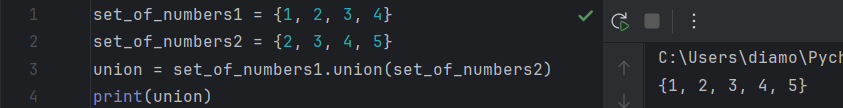 1 set_of_numbers1 = {1, 2, 3, 4}
2 set_of_numbers2 = {2, 3, 4, 5}
3 union = set_of_numbers1.union(set_of_numbers2)
4 print(union)
C:\Users\diamo\Pych
{1, 2, 3, 4, 5}